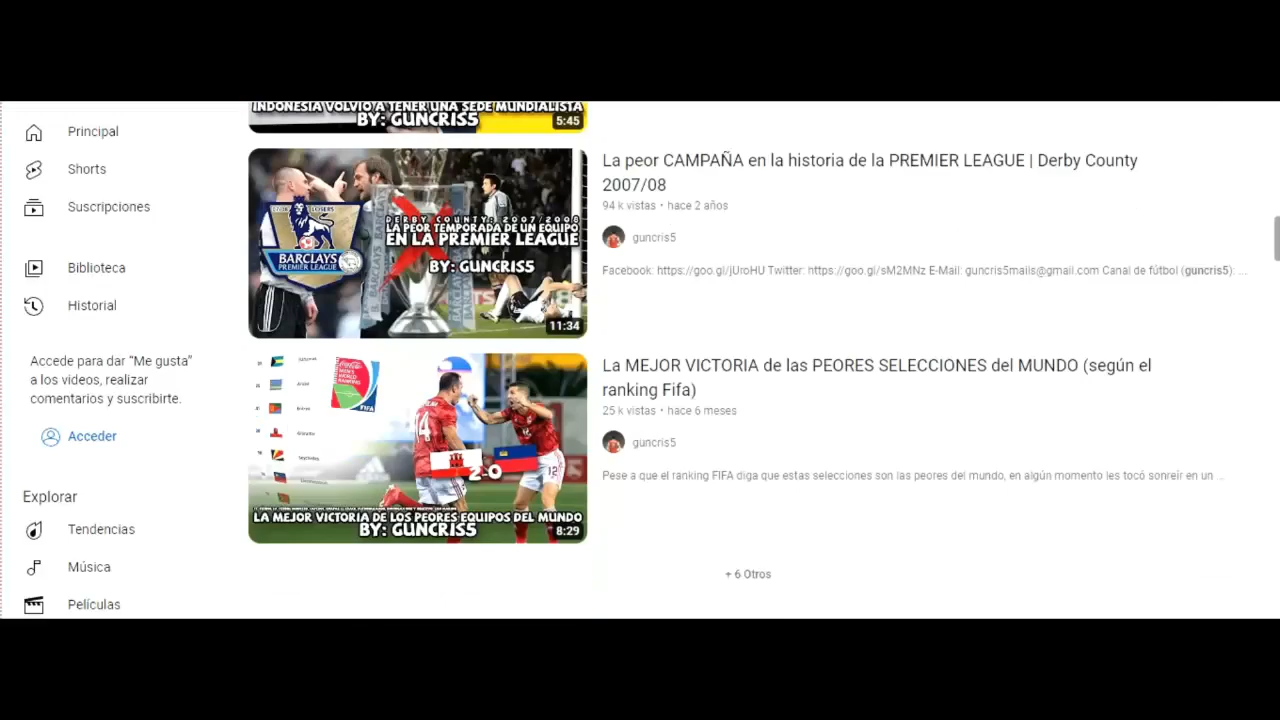 Principal
Shorts
Suscripciones
Biblioteca
Historial
Accede para dar “Me gusta”
a los videos, realizar
comentarios y suscribirte.
Acceder
Explorar
Tendencias
Música
Películas
INDONESIA VOLVIO A TENER UNA SEDE MUNDIALISTA
BY: GUNCRIS5
5:45
DERBY COUNTY: 2007/2008
LA PEOR TEMPORADA DE UN EQUIPO
EN LA PREMIER LEAGUE
BY: GUNCRIS5
BARCLAYS
PREMIER LEAGUE
11:34
La peor CAMPAÑA en la historia de la PREMIER LEAGUE | Derby County
2007/08
94 k vistas • hace 2 años
guncris5
Facebook: https://goo.gl/jUroHU Twitter: https://goo.gl/sM2MNz E-Mail: guncris5mails@gmail.com Canal de fútbol (guncris5): ...
FIFA
14
12
2-0
LA MEJOR VICTORIA DE LOS PEORES EQUIPOS DEL MUNDO
BY: GUNCRIS5
8:29
La MEJOR VICTORIA de las PEORES SELECCIONES del MUNDO (según el
ranking Fifa)
25 k vistas • hace 6 meses
guncris5
Pese a que el ranking FIFA diga que estas selecciones son las peores del mundo, en algún momento les tocó sonreír en un ...
+ 6 Otros